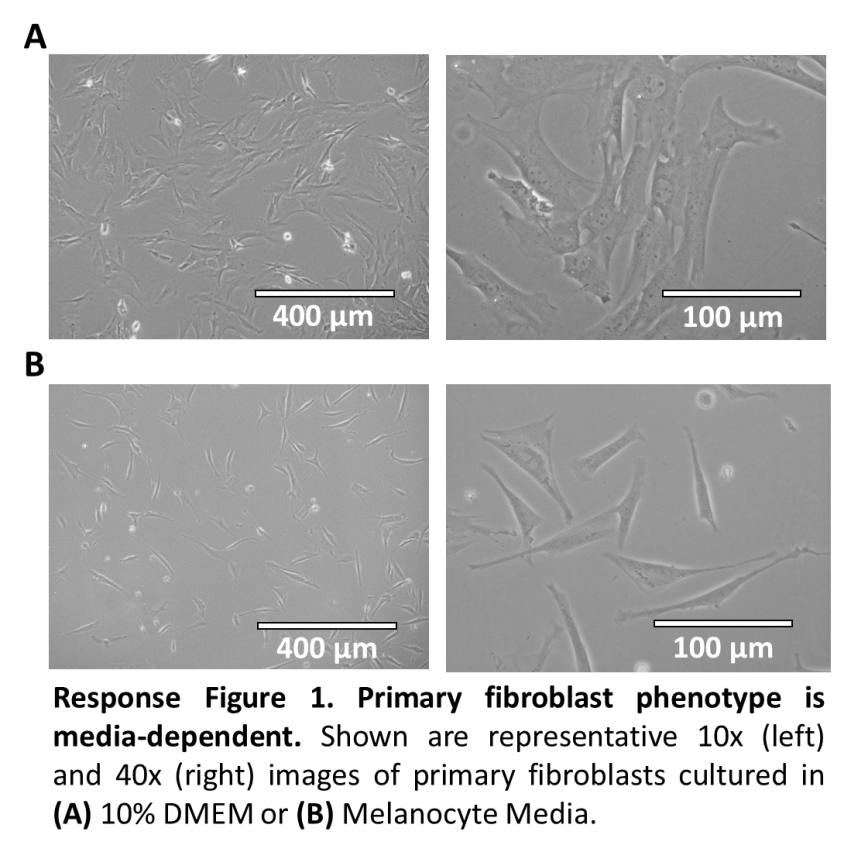 A
400 µm
100 µm
B
400 µm
100 µm
Response Figure 1. Primary fibroblast phenotype is
media-dependent. Shown are representative 10x (left)
and 40x (right) images of primary fibroblasts cultured in
(A) 10% DMEM or (B) Melanocyte Media.